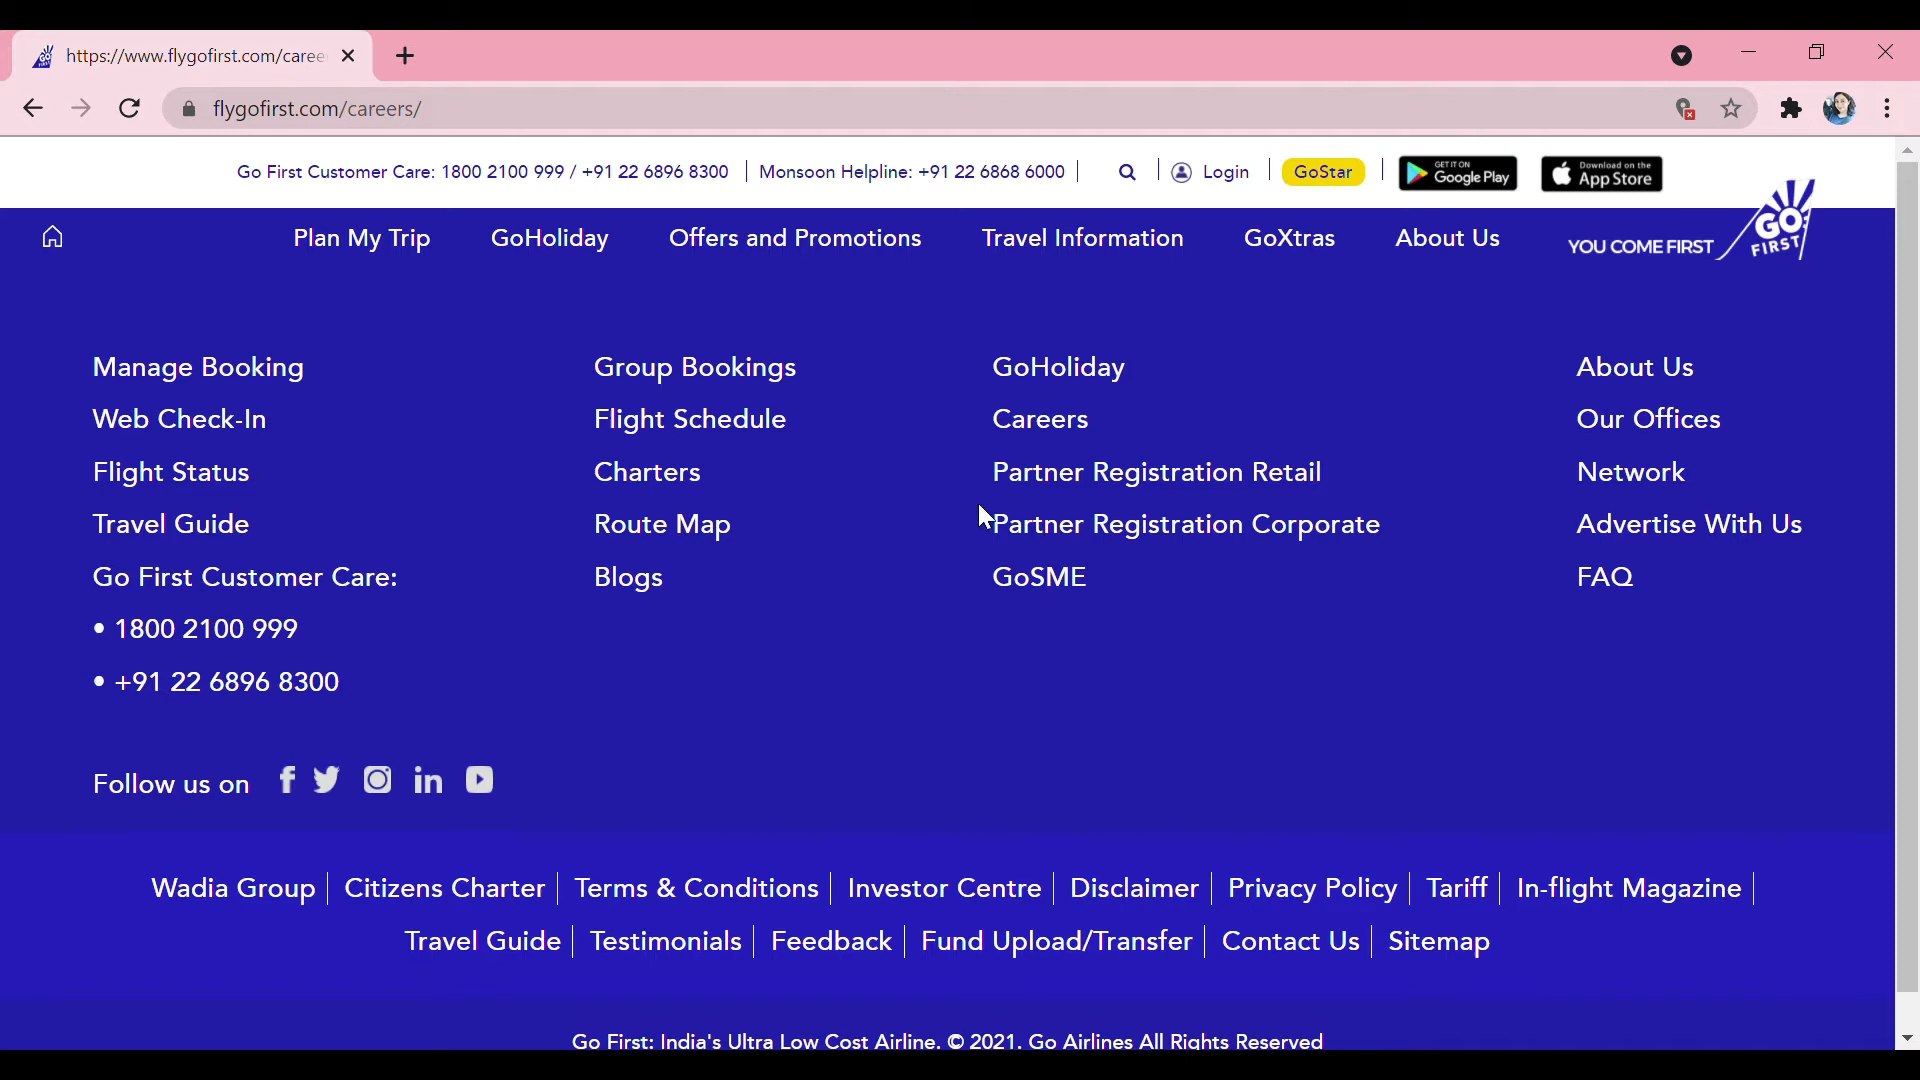 https://www.flygofirst.com/caree
flygofirst.com/careers/
Go First Customer Care: 1800 2100 999 / +91 22 6896 8300 Monsoon Helpline: +91 22 6868 6000 Login GoStar GET IT ON Google Play Download on the App Store
Plan My Trip GoHoliday Offers and Promotions Travel Information GoXtras About Us YOU COME FIRST GO FIRST
Manage Booking Group Bookings GoHoliday About Us
Web Check-In Flight Schedule Careers Our Offices
Flight Status Charters Partner Registration Retail Network
Travel Guide Route Map Partner Registration Corporate Advertise With Us
Go First Customer Care: Blogs GoSME FAQ
• 1800 2100 999
• +91 22 6896 8300
Follow us on
Wadia Group Citizens Charter Terms & Conditions Investor Centre Disclaimer Privacy Policy Tariff In-flight Magazine
Travel Guide Testimonials Feedback Fund Upload/Transfer Contact Us Sitemap
Go First: India's Ultra Low Cost Airline. © 2021. Go Airlines All Rights Reserved